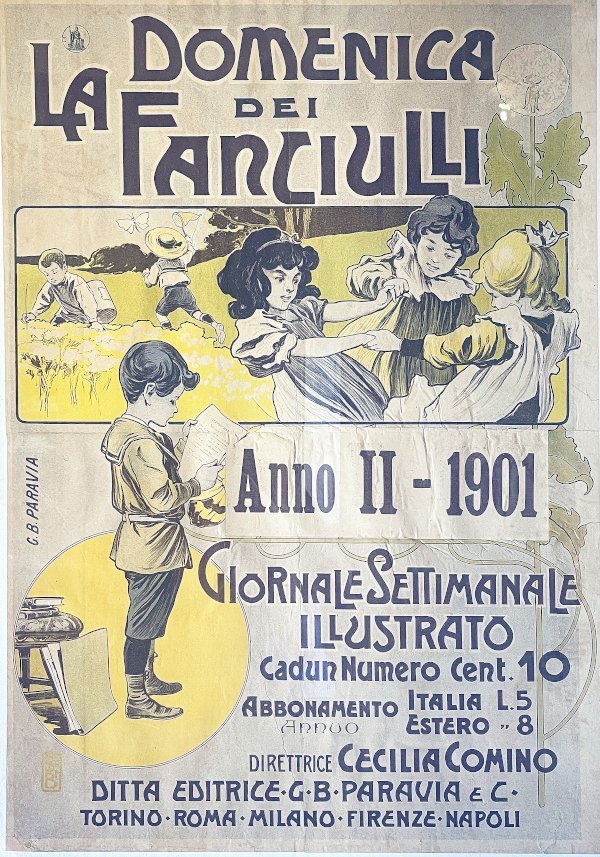 LA DOMENICA
DEI
FANCIULLI
G. B. PARAVIA
Anno II - 1901
GIORNALE SETTIMANALE
ILLUSTRATO
Cadun Numero Cent. 10
ABBONAMENTO
ANNUO
ITALIA L. 5
ESTERO „ 8
DIRETTRICE CECILIA COMINO
DITTA EDITRICE·G·B·PARAVIA E C·
TORINO·ROMA·MILANO·FIRENZE·NAPOLI